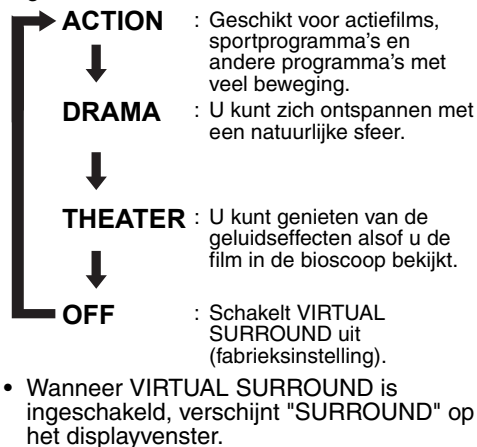 ACTION : Geschikt voor actiefilms,
sportprogramma's en
andere programma's met
veel beweging.
DRAMA : U kunt zich ontspannen met
een natuurlijke sfeer.
THEATER : U kunt genieten van de
geluidseffecten alsof u de
film in de bioscoop bekijkt.
OFF : Schakelt VIRTUAL
SURROUND uit
(fabrieksinstelling).
• Wanneer VIRTUAL SURROUND is
ingeschakeld, verschijnt "SURROUND" op
het displayvenster.